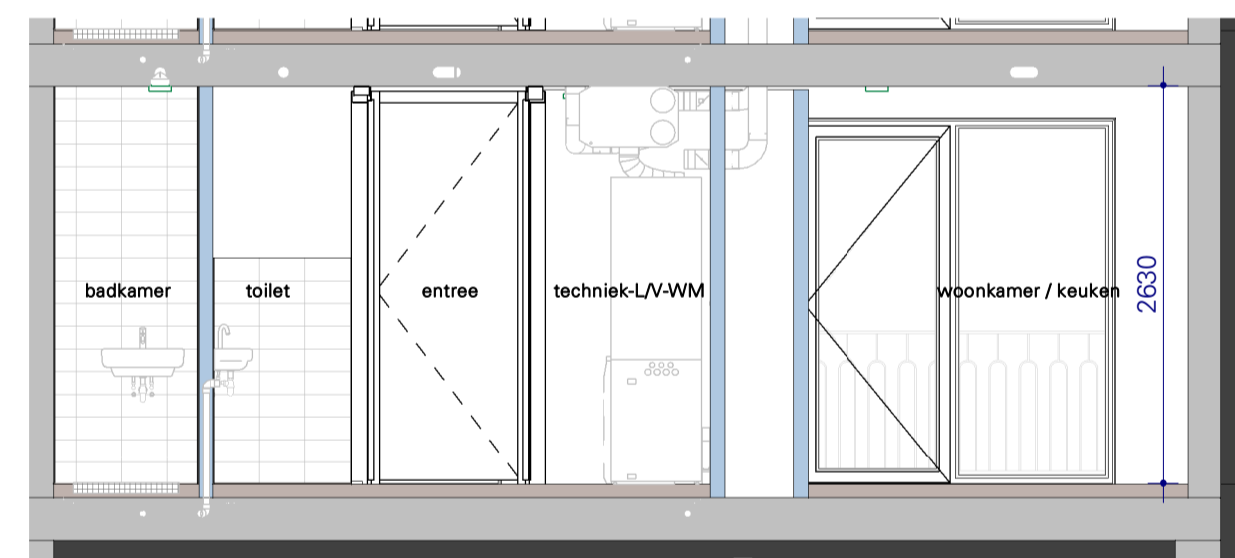 badkamer
toilet
entree
techniek-L/V-WM
woonkamer / keuken
2630